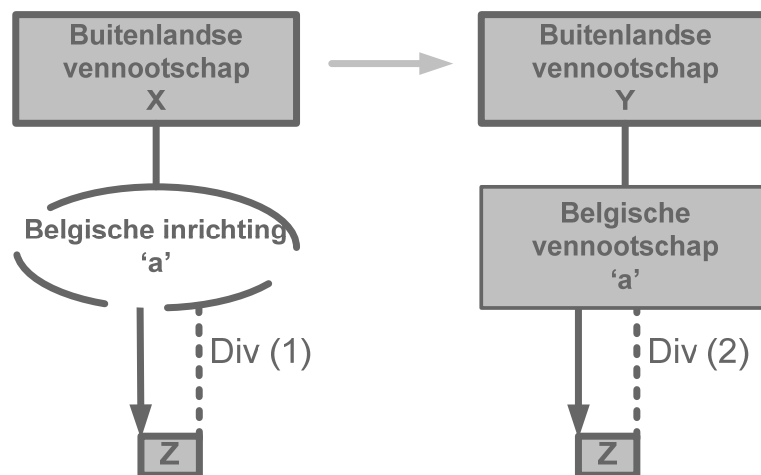 Buitenlandse
vennootschap
X
Buitenlandse
vennootschap
Y
Belgische inrichting
‘a’
Belgische
vennootschap
‘a’
Div (1)
Div (2)
Z
Z